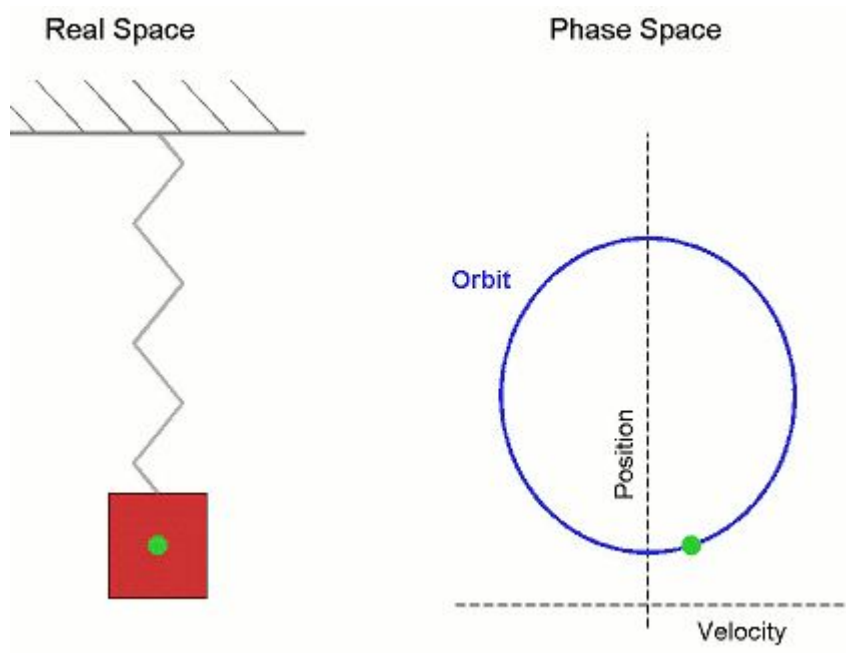 Real Space
Phase Space
Orbit
Position
Velocity